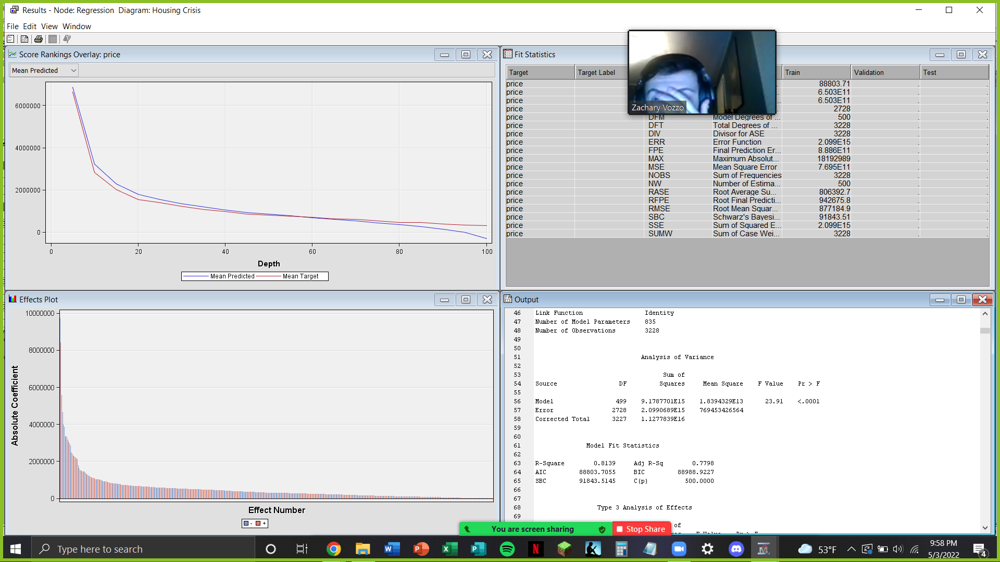 Results - Node: Regression  Diagram: Housing Crisis
File Edit View Window
Score Rankings Overlay: price
Mean Predicted
6000000
4000000
2000000
0
0 20 40 60 80 100
Depth
Mean Predicted Mean Target
Fit Statistics
Target Target Label Train Validation Test
price 88803.71 . .
price 6.503E11 . .
price 6.503E11 . .
price 2728 . .
price DFM Model Degrees of ... 500 . .
price DFT Total Degrees of ... 3228 . .
price DIV Divisor for ASE 3228 . .
price ERR Error Function 2.099E15 . .
price FPE Final Prediction Er... 8.886E11 . .
price MAX Maximum Absolut... 18192989 . .
price MSE Mean Square Error 7.695E11 . .
price NOBS Sum of Frequencies 3228 . .
price NW Number of Estima... 500 . .
price RASE Root Average Su... 806392.7 . .
price RFPE Root Final Predicti... 942675.8 . .
price RMSE Root Mean Squar... 877184.9 . .
price SBC Schwarz's Bayesi... 91843.51 . .
price SSE Sum of Squared E... 2.099E15 . .
price SUMW Sum of Case Wei... 3228 . .
Zachary Vozzo
Effects Plot
10000000
8000000
6000000
4000000
2000000
0
Absolute Coefficient
Effect Number
- +
Output
46 Link Function Identity
47 Number of Model Parameters 835
48 Number of Observations 3228
49
50
51 Analysis of Variance
52
53 Sum of
54 Source DF Squares Mean Square F Value Pr > F
55
56 Model 499 9.1787701E15 1.8394329E13 23.91 <.0001
57 Error 2728 2.0990689E15 769453426564
58 Corrected Total 3227 1.1277839E16
59
60
61 Model Fit Statistics
62
63 R-Square 0.8139 Adj R-Sq 0.7798
64 AIC 88803.7055 BIC 88988.9227
65 SBC 91843.5145 C(p) 500.0000
66
67
68 Type 3 Analysis of Effects
69
of
You are screen sharing Stop Share
Type here to search
53°F
9:58 PM
5/3/2022
4